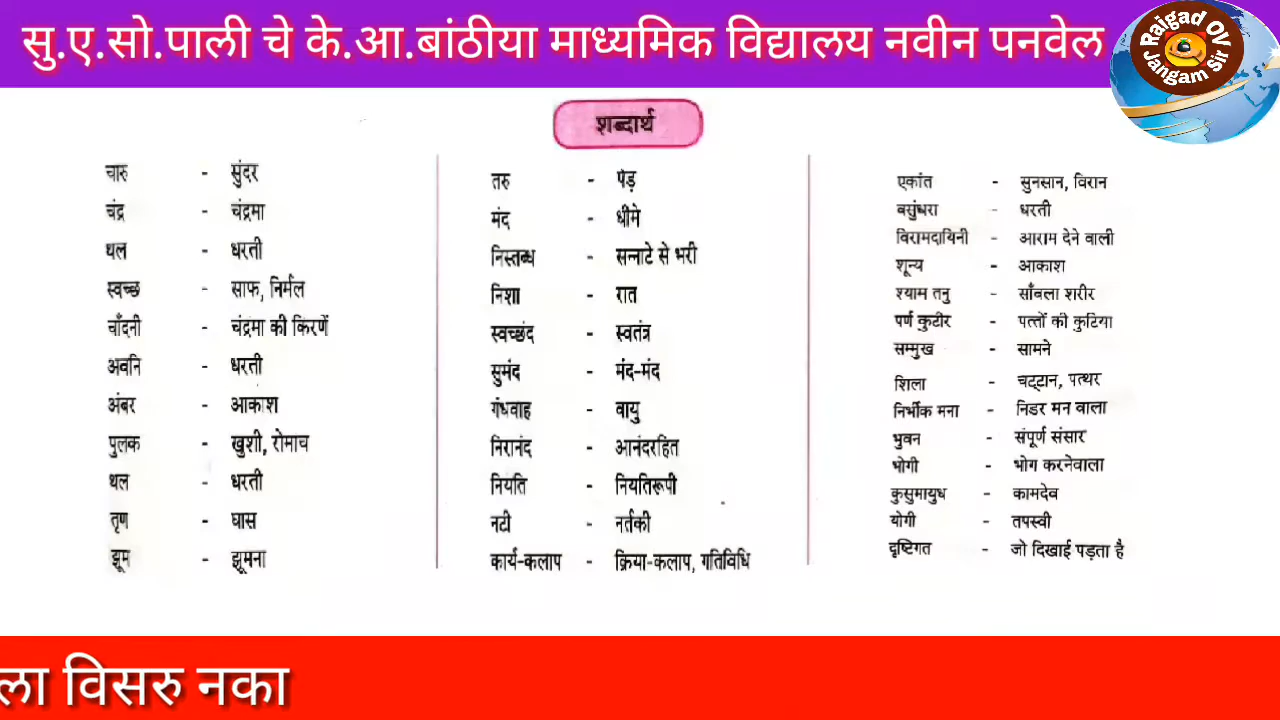 सु.ए.सो.पाली चे के.आ.बांठीया माध्यमिक विद्यालय नवीन पनवेल
Raigad OV
Jangam Sir
शब्दार्थ
चारु - सुंदर
चंद्र - चंद्रमा
थल - धरती
स्वच्छ - साफ, निर्मल
चाँदनी - चंद्रमा की किरणें
अवनि - धरती
अंबर - आकाश
पुलक - खुशी, रोमाच
थल - धरती
तृण - घास
झूम - झूमना
तरु - पेड़
मंद - धीमे
निस्तब्ध - सन्नाटे से भरी
निशा - रात
स्वच्छंद - स्वतंत्र
सुमंद - मंद-मंद
गंधवाह - वायु
निरानंद - आनंदरहित
नियति - नियतिरूपी
नटी - नर्तकी
कार्य-कलाप - क्रिया-कलाप, गतिविधि
एकांत - सुनसान, विरान
वसुंधरा - धरती
विरामदायिनी - आराम देने वाली
शून्य - आकाश
श्याम तनु - साँवला शरीर
पर्ण कुटीर - पत्तों की कुटिया
सम्मुख - सामने
शिला - चट्टान, पत्थर
निर्भीक मना - निडर मन वाला
भुवन - संपूर्ण संसार
भोगी - भोग करनेवाला
कुसुमायुध - कामदेव
योगी - तपस्वी
दृष्टिगत - जो दिखाई पड़ता है
ला विसरु नका